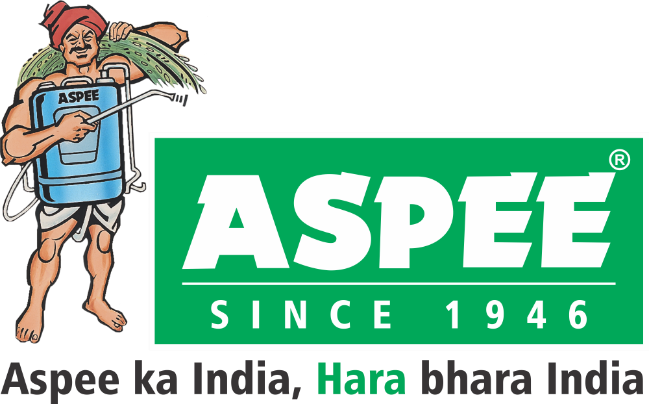 ASPEE
ASPEE®
SINCE 1946
Aspee ka India, Hara bhara India